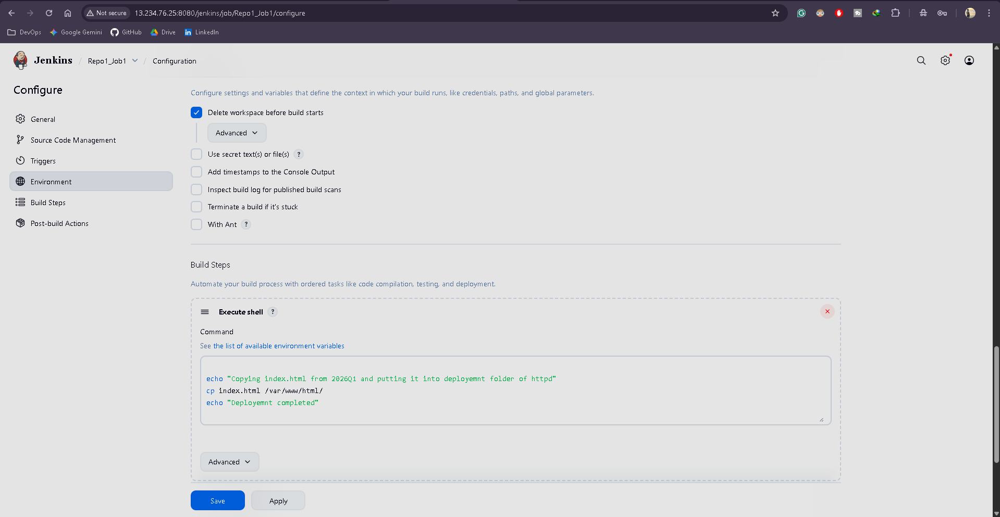 Not secure 13.234.76.25:8080/jenkins/job/Repo1_Job1/configure
DevOps Google Gemini GitHub Drive LinkedIn
Jenkins / Repo1_Job1 / Configuration
Configure
General
Source Code Management
Triggers
Environment
Build Steps
Post-build Actions
Configure settings and variables that define the context in which your build runs, like credentials, paths, and global parameters.
Delete workspace before build starts
Advanced
Use secret text(s) or file(s) ?
Add timestamps to the Console Output
Inspect build log for published build scans
Terminate a build if it's stuck
With Ant ?
Build Steps
Automate your build process with ordered tasks like code compilation, testing, and deployment.
Execute shell ?
Command
See the list of available environment variables
echo "Copying index.html from 2026Q1 and putting it into deployemnt folder of httpd"
cp index.html /var/www/html/
echo "Deployemnt completed"
Advanced
Save Apply